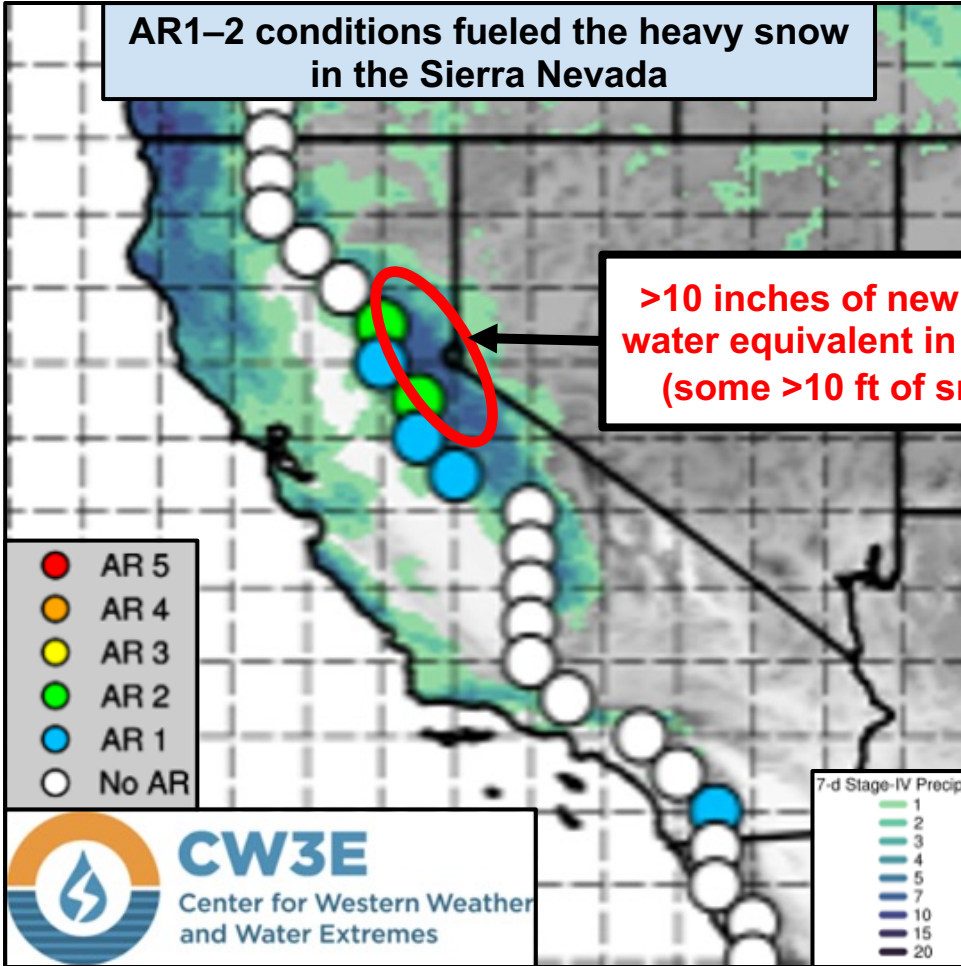 AR1–2 conditions fueled the heavy snow
in the Sierra Nevada
>10 inches of new
water equivalent in
(some >10 ft of
AR 5
AR 4
AR 3
AR 2
AR 1
No AR
CW3E
Center for Western Weather
and Water Extremes
7-d Stage-IV Precip
1
2
3
4
5
7
10
15
20